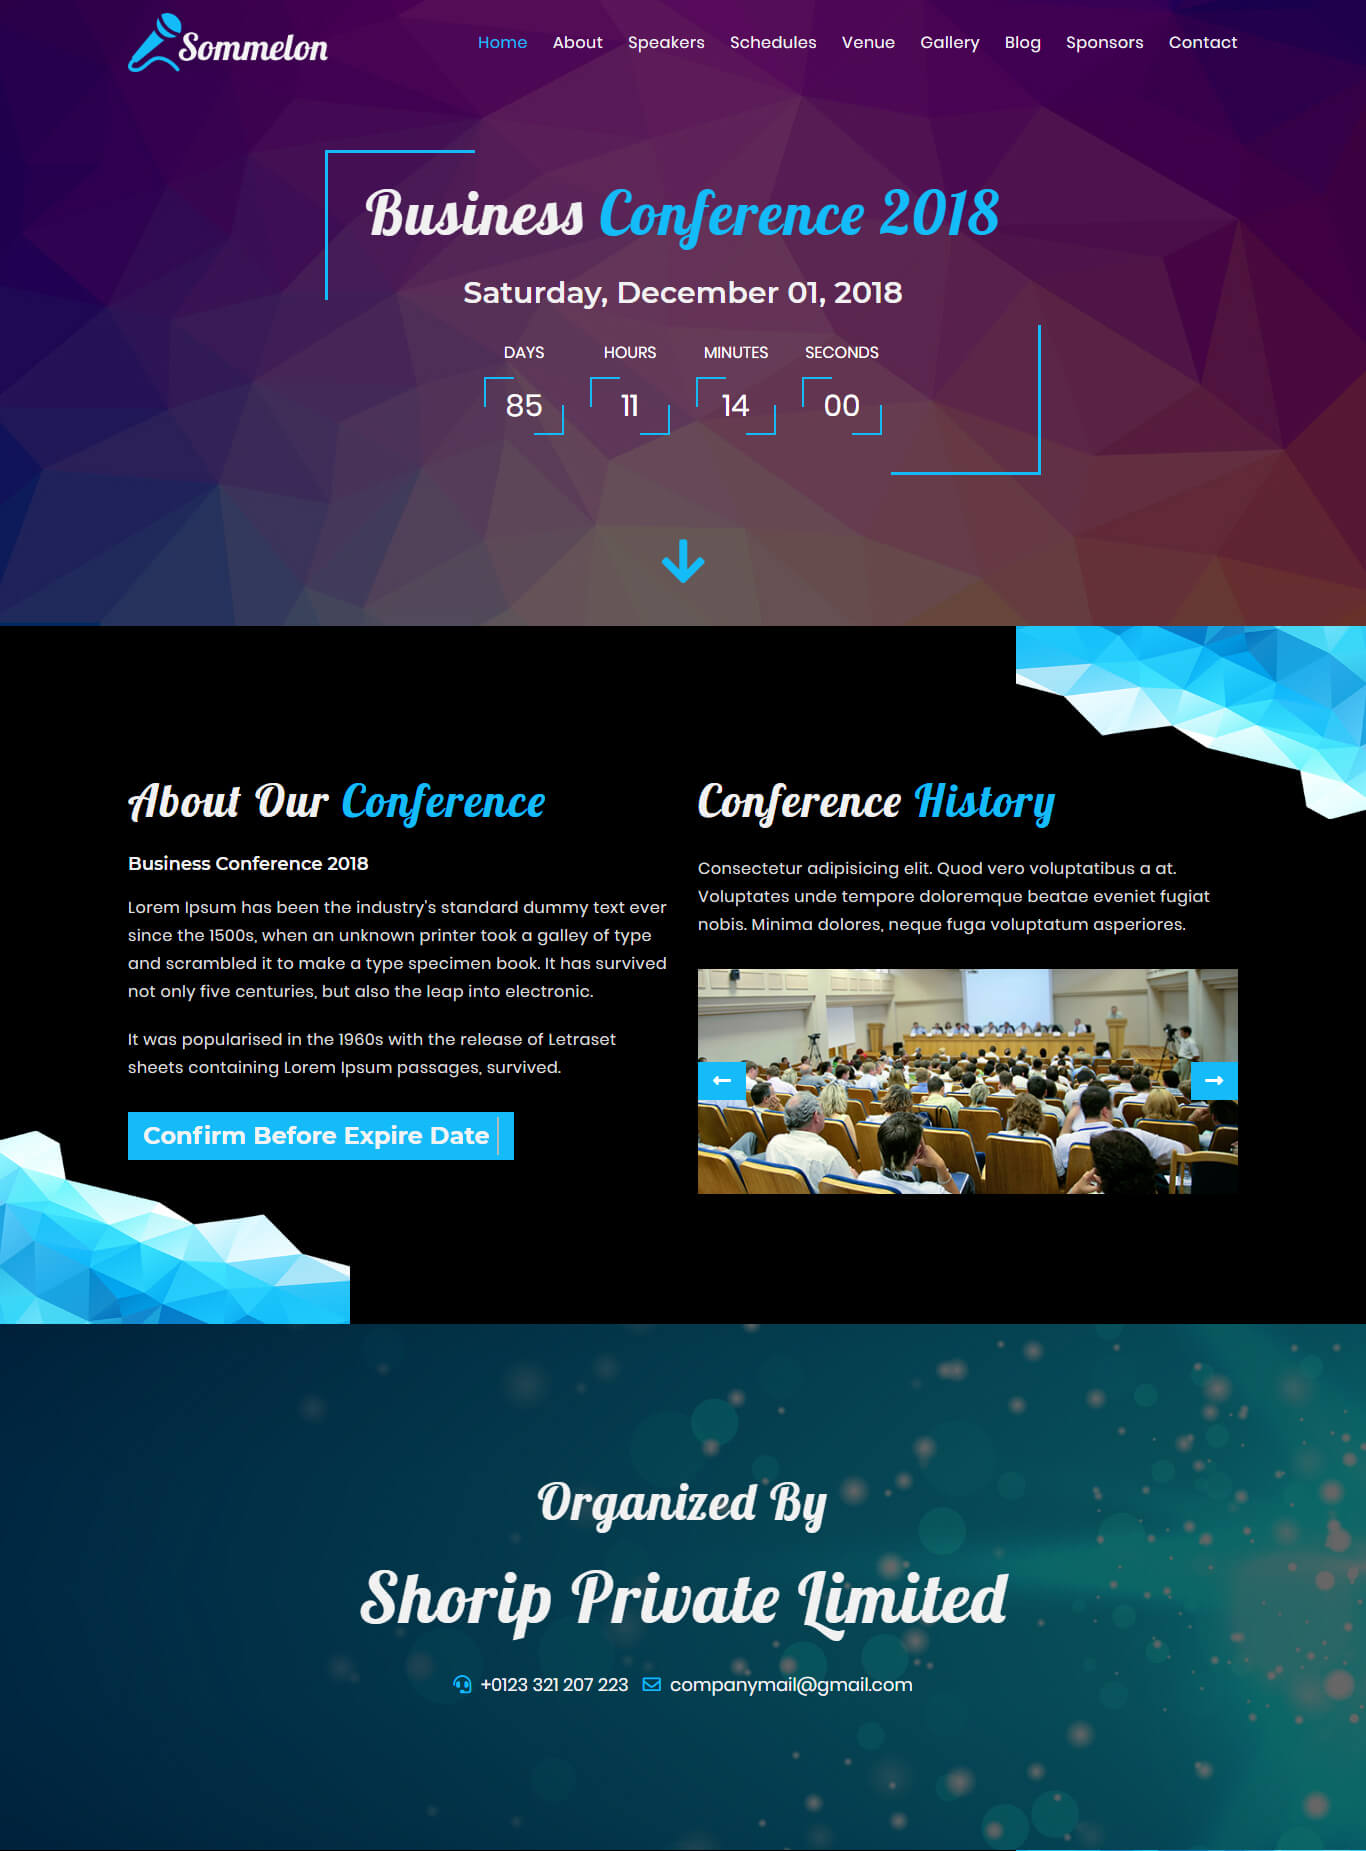 Sommelon
Home About Speakers Schedules Venue Gallery Blog Sponsors Contact
Business Conference 2018
Saturday, December 01, 2018
DAYS HOURS MINUTES SECONDS
85 11 14 00
About Our Conference
Business Conference 2018
Lorem Ipsum has been the industry's standard dummy text ever
since the 1500s, when an unknown printer took a galley of type
and scrambled it to make a type specimen book. It has survived
not only five centuries, but also the leap into electronic.
It was popularised in the 1960s with the release of Letraset
sheets containing Lorem Ipsum passages, survived.
Confirm Before Expire Date
Conference History
Consectetur adipisicing elit. Quod vero voluptatibus a at.
Voluptates unde tempore doloremque beatae eveniet fugiat
nobis. Minima dolores, neque fuga voluptatum asperiores.
Organized By
Shorip Private Limited
+0123 321 207 223 companymail@gmail.com